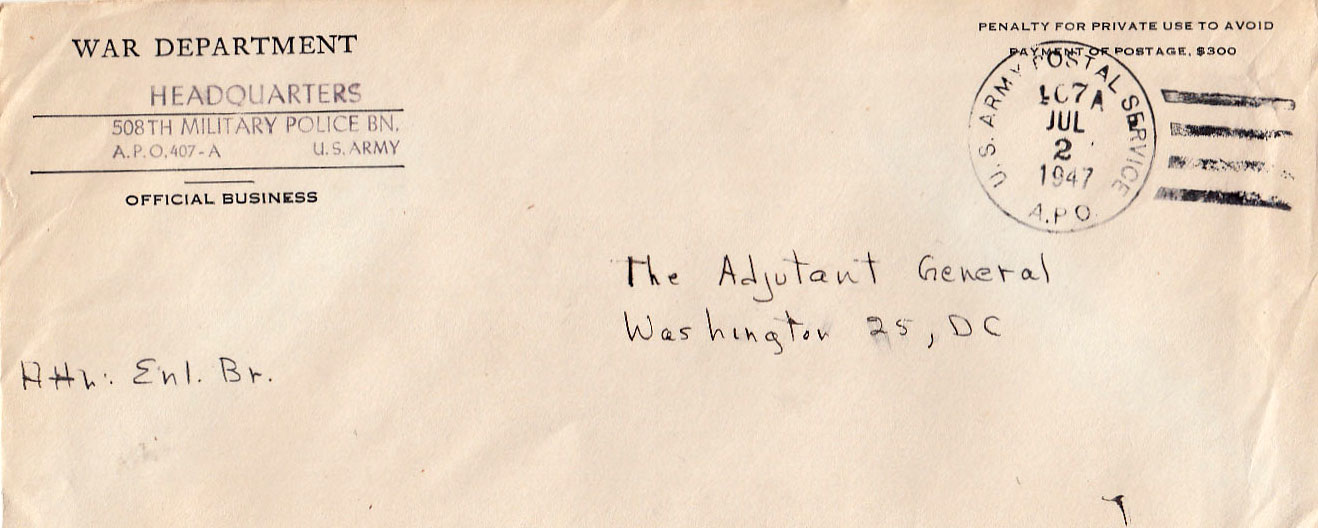 WAR DEPARTMENT
HEADQUARTERS
508TH MILITARY POLICE BN.
A.P.O. 407-A U.S. ARMY
OFFICIAL BUSINESS
PENALTY FOR PRIVATE USE TO AVOID
PAYMENT OF POSTAGE, $300
U.S. ARMY POSTAL SERVICE
JUL
2
1947
A.P.O.
The Adjutant General
Washington 25, DC
Attn: Enl. Br.